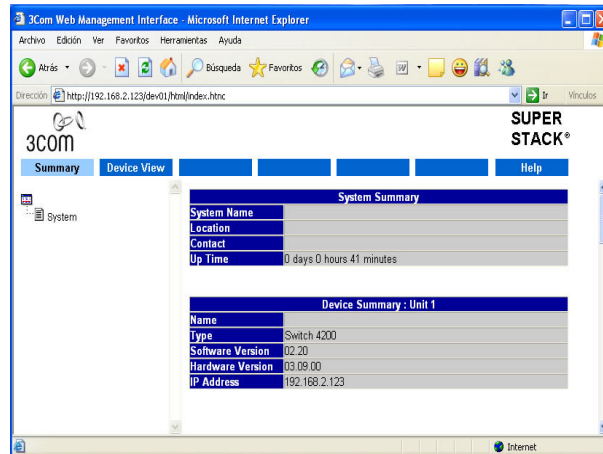 3Com Web Management Interface - Microsoft Internet Explorer
Archivo Edición Ver Favoritos Herramientas Ayuda
Atrás Búsqueda Favoritos
Dirección http://192.168.2.123/dev01/html/index.htnc Ir Vínculos
3COM
SUPER
STACK®
Summary Device View Help
System
System Summary
System Name
Location
Contact
Up Time 0 days 0 hours 41 minutes
Device Summary : Unit 1
Name
Type Switch 4200
Software Version 02.20
Hardware Version 03.09.00
IP Address 192.168.2.123
Internet